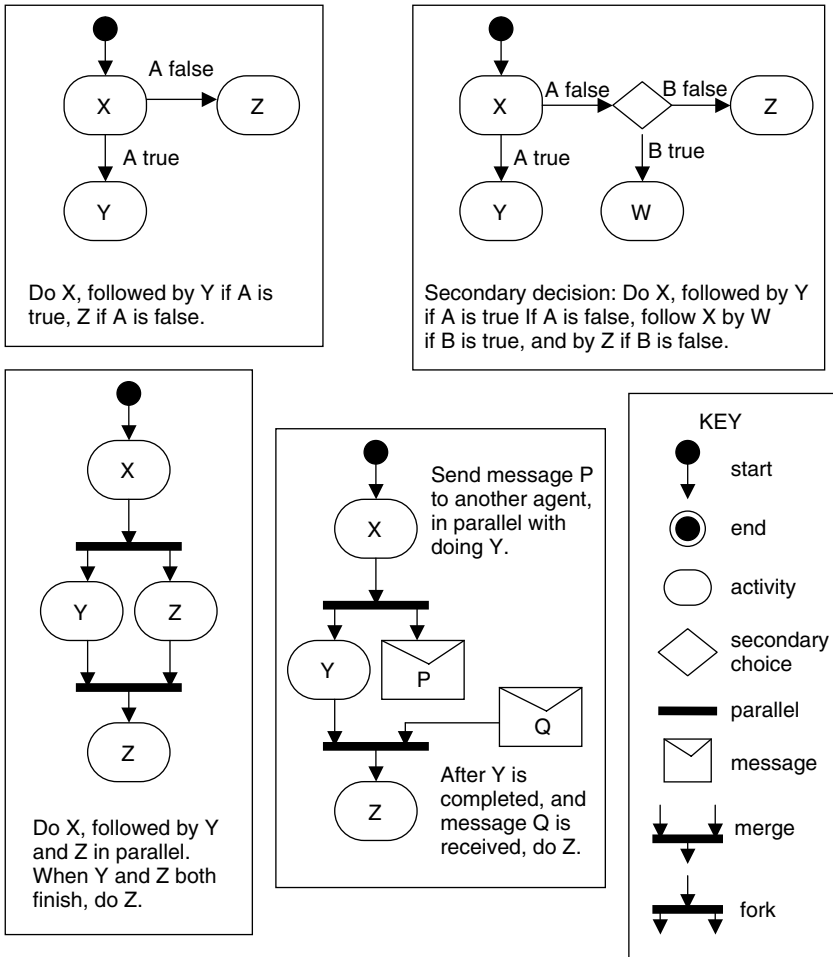 A false
X
Z
A true
Y
Do X, followed by Y if A is
true, Z if A is false.
A false
B false
X
Z
A true
B true
Y
W
Secondary decision: Do X, followed by Y
if A is true If A is false, follow X by W
if B is true, and by Z if B is false.
X
Y
Z
Z
Do X, followed by Y
and Z in parallel.
When Y and Z both
finish, do Z.
Send message P
to another agent,
in parallel with
doing Y.
X
Y
P
Q
Z
After Y is
completed, and
message Q is
received, do Z.
KEY
start
end
activity
secondary
choice
parallel
message
merge
fork